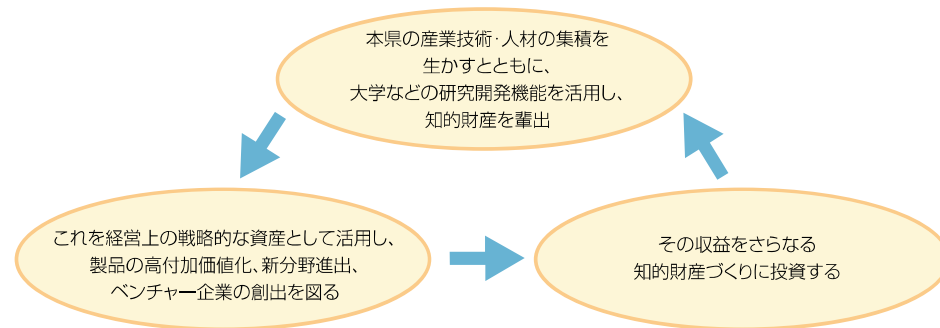 本県の産業技術・人材の集積を
生かすとともに、
大学などの研究開発機能を活用し、
知的財産を輩出
これを経営上の戦略的な資産として活用し、
製品の高付加価値化、新分野進出、
ベンチャー企業の創出を図る
その収益をさらなる
知的財産づくりに投資する